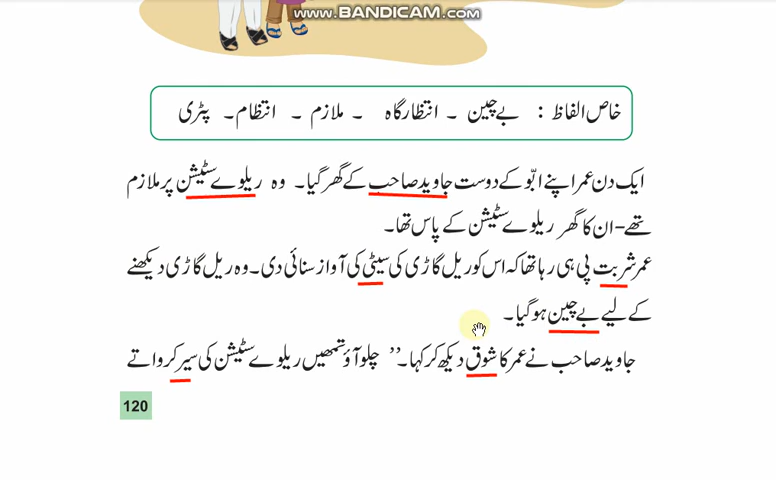 www.BANDICAM.com
خاص الفاظ : بے چین ۔ انتظار گاہ ۔ ملازم ۔ انتظام۔ پٹری
ایک دن عمر اپنے ابّو کے دوست جاوید صاحب کے گھر گیا۔ وہ ریلوے سٹیشن پر ملازم
تھے-ان کا گھر ریلوے سٹیشن کے پاس تھا۔
عمر شربت پی ہی رہا تھا کہ اس کو ریل گاڑی کی سیٹی کی آواز سنائی دی۔ وہ ریل گاڑی دیکھنے
کے لیے بے چین ہو گیا۔
جاوید صاحب نے عمر کا شوق دیکھ کر کہا۔’’ چلو آؤ تمھیں ریلوے سٹیشن کی سیر کرواتے
120